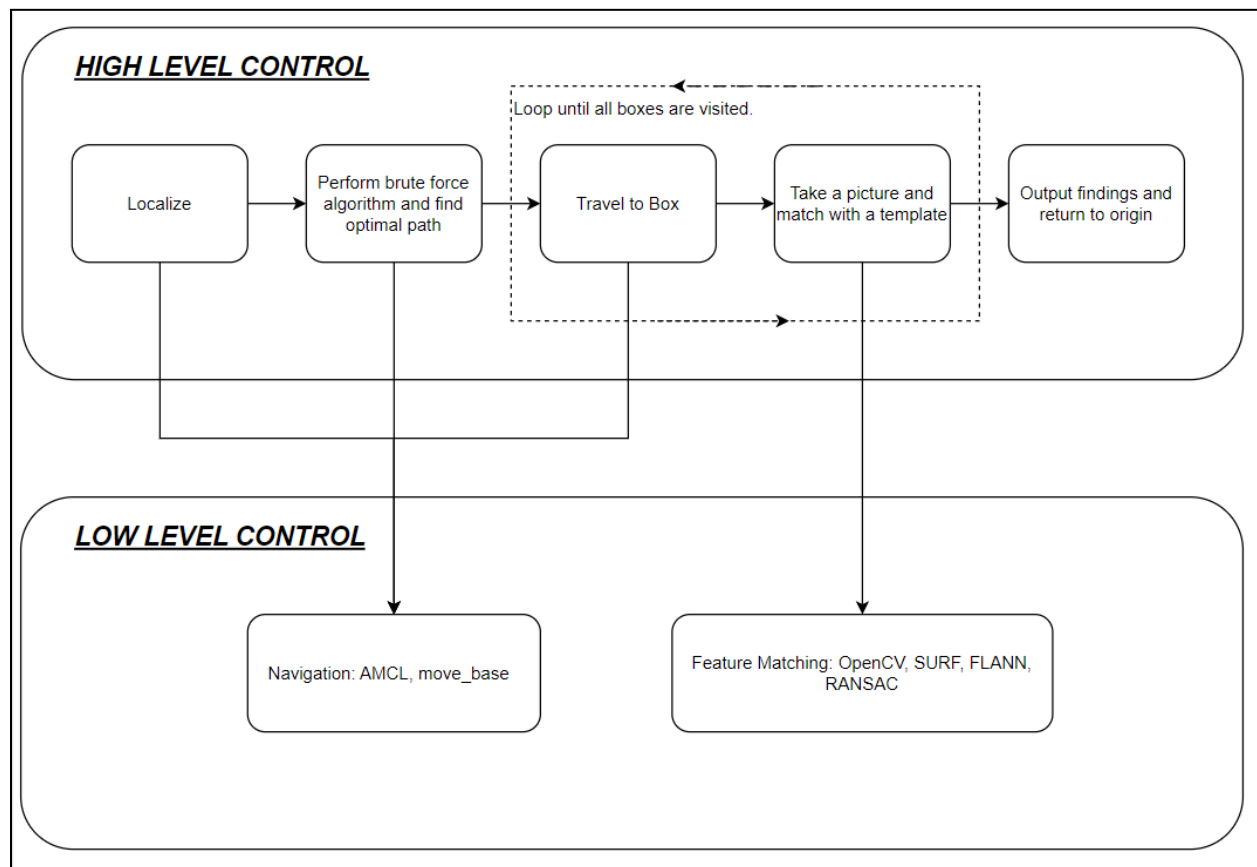 HIGH LEVEL CONTROL
Loop until all boxes are visited.
Localize
Perform brute force
algorithm and find
optimal path
Travel to Box
Take a picture and
match with a template
Output findings and
return to origin
LOW LEVEL CONTROL
Navigation: AMCL, move_base
Feature Matching: OpenCV, SURF, FLANN,
RANSAC